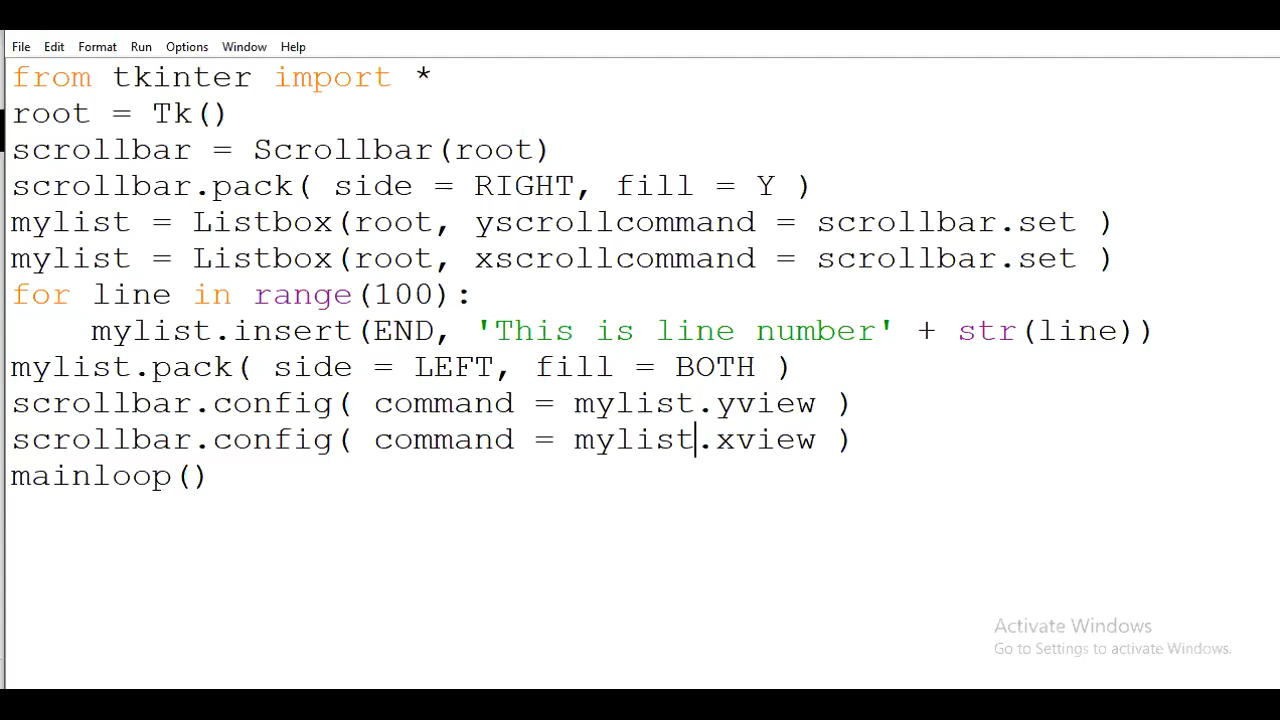 File Edit Format Run Options Window Help
from tkinter import *
root = Tk()
scrollbar = Scrollbar(root)
scrollbar.pack( side = RIGHT, fill = Y )
mylist = Listbox(root, yscrollcommand = scrollbar.set )
mylist = Listbox(root, xscrollcommand = scrollbar.set )
for line in range(100):
    mylist.insert(END, 'This is line number' + str(line))
mylist.pack( side = LEFT, fill = BOTH )
scrollbar.config( command = mylist.yview )
scrollbar.config( command = mylist.xview )
mainloop()
Activate Windows
Go to Settings to activate Windows.